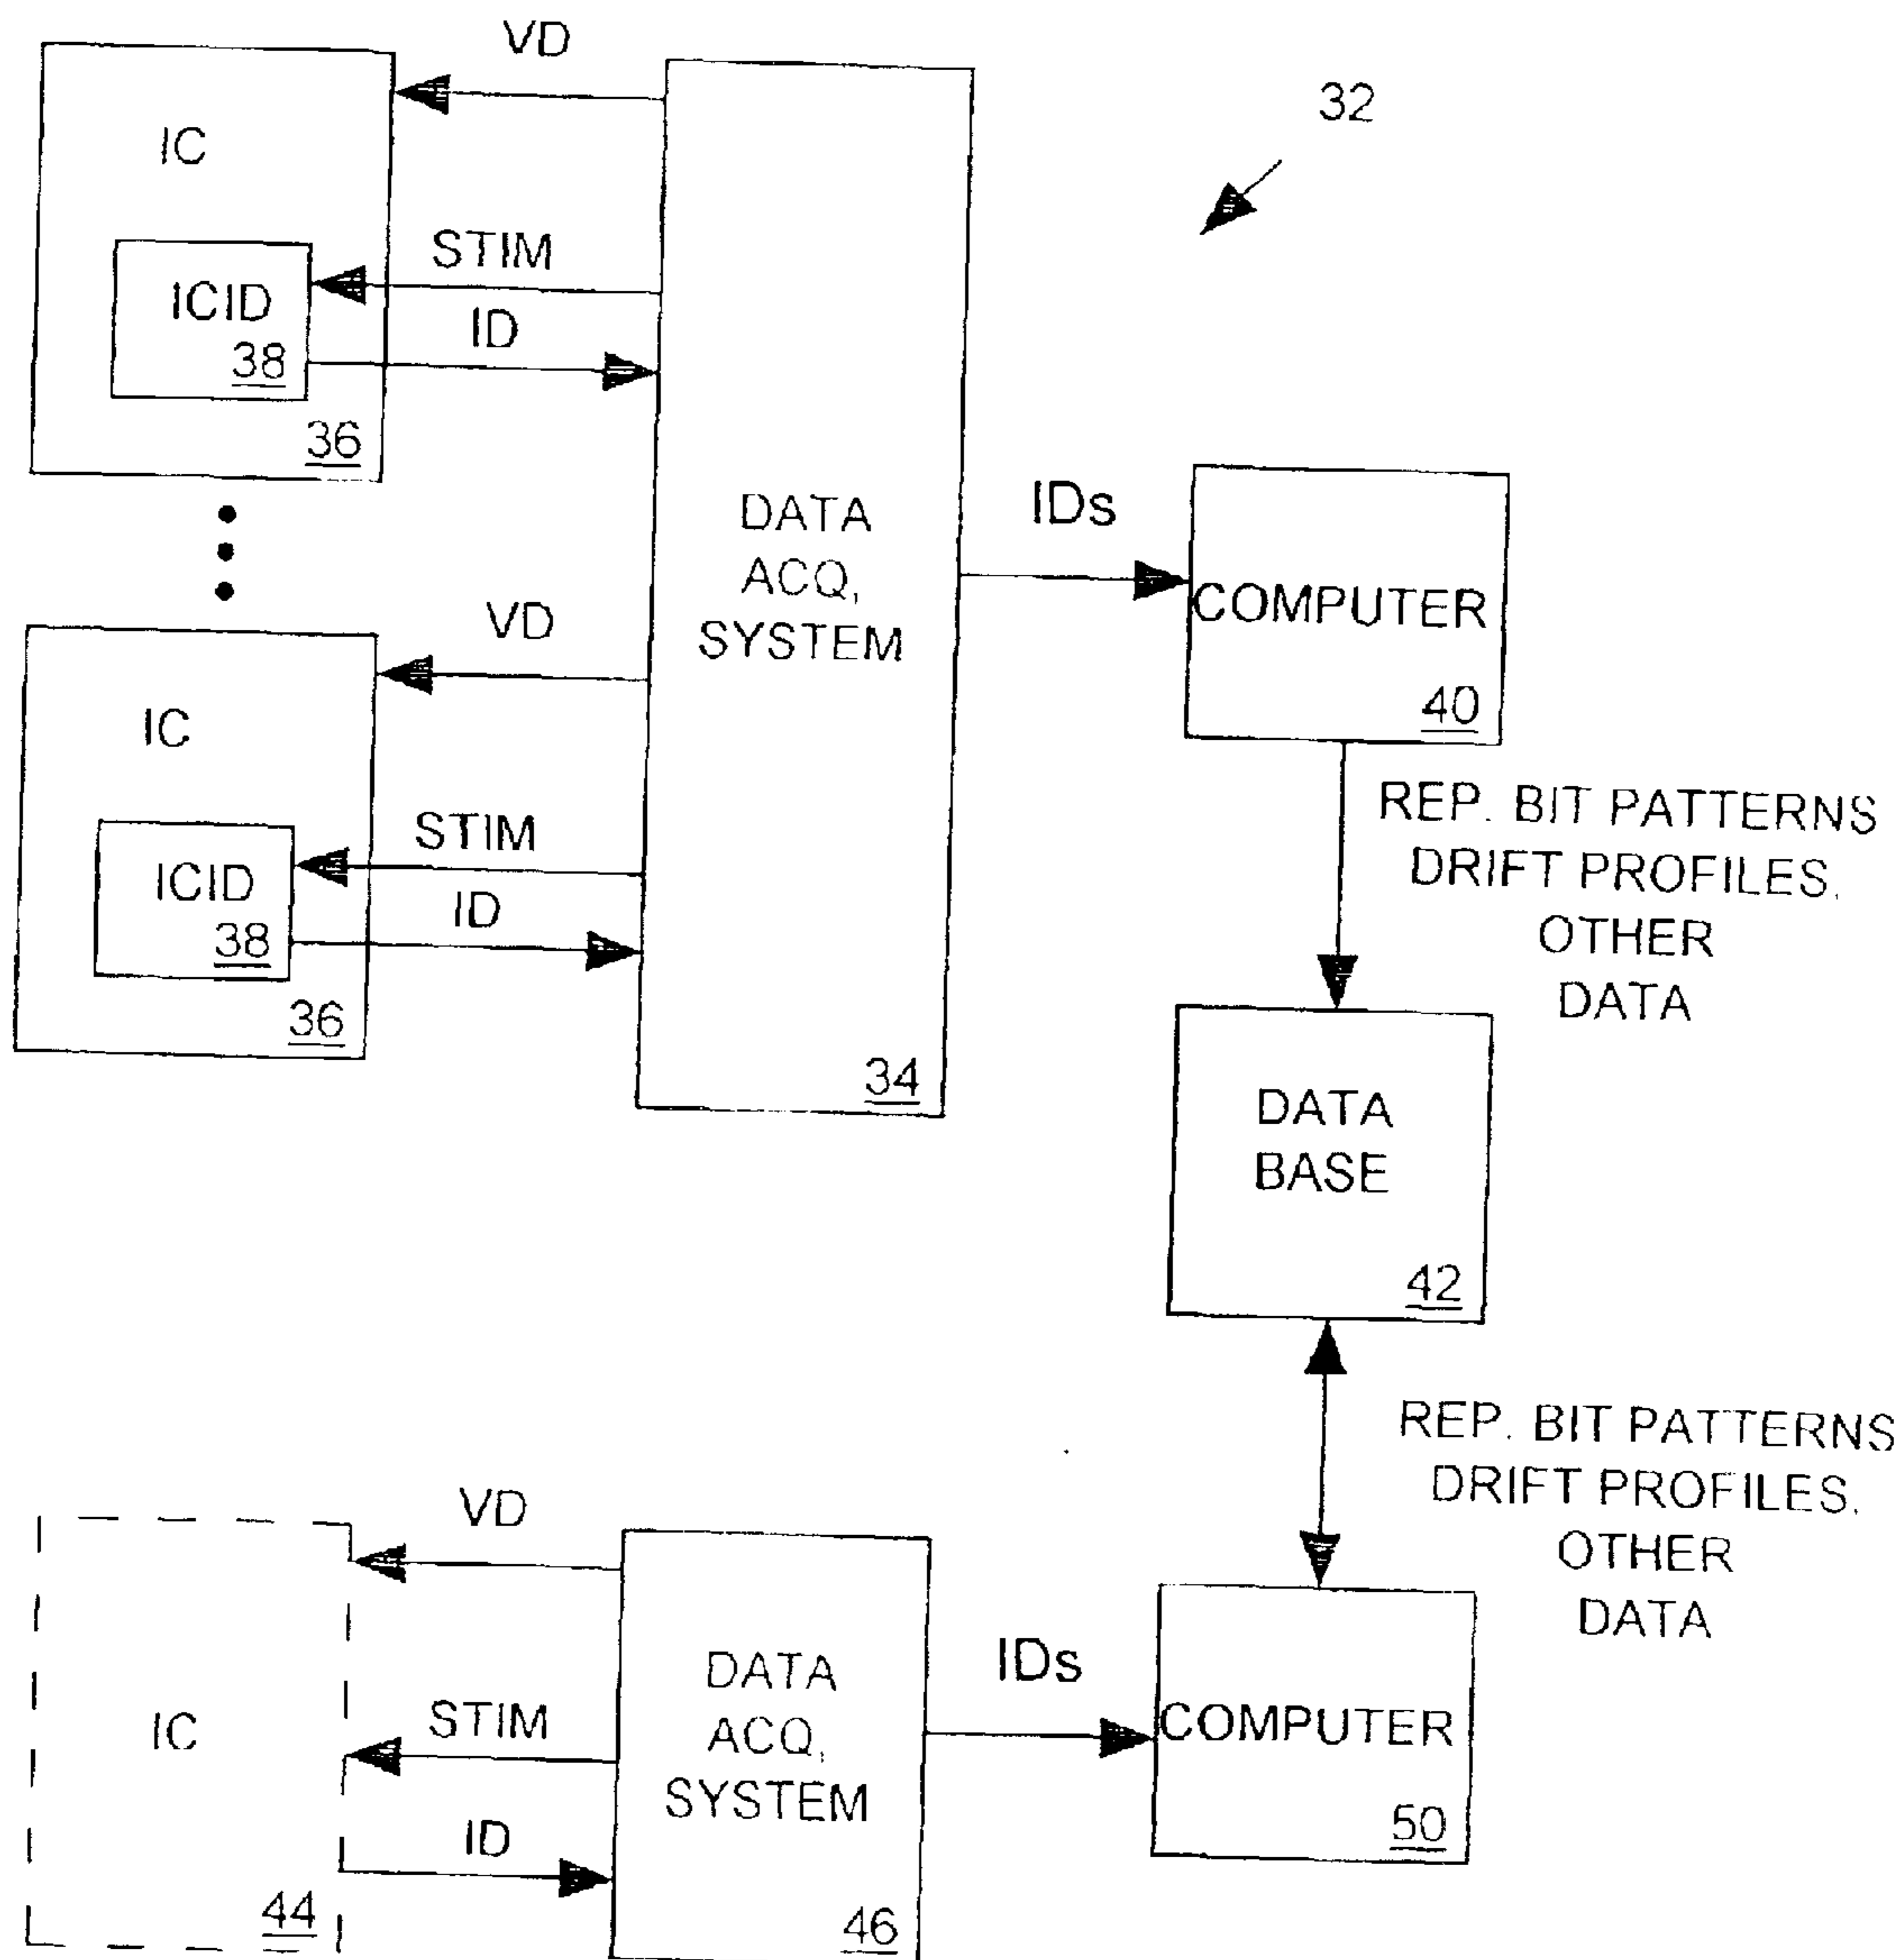 VD
32
IC
STIM
ICID
ID
38
36
DATA
ACQ,
SYSTEM
IDs
COMPUTER
40
VD
IC
STIM
ICID
ID
38
36
34
REP. BIT PATTERNS
DRIFT PROFILES,
OTHER
DATA
DATA
BASE
42
REP. BIT PATTERNS
DRIFT PROFILES,
OTHER
DATA
VD
IC
STIM
ID
44
DATA
ACQ,
SYSTEM
46
IDs
COMPUTER
50